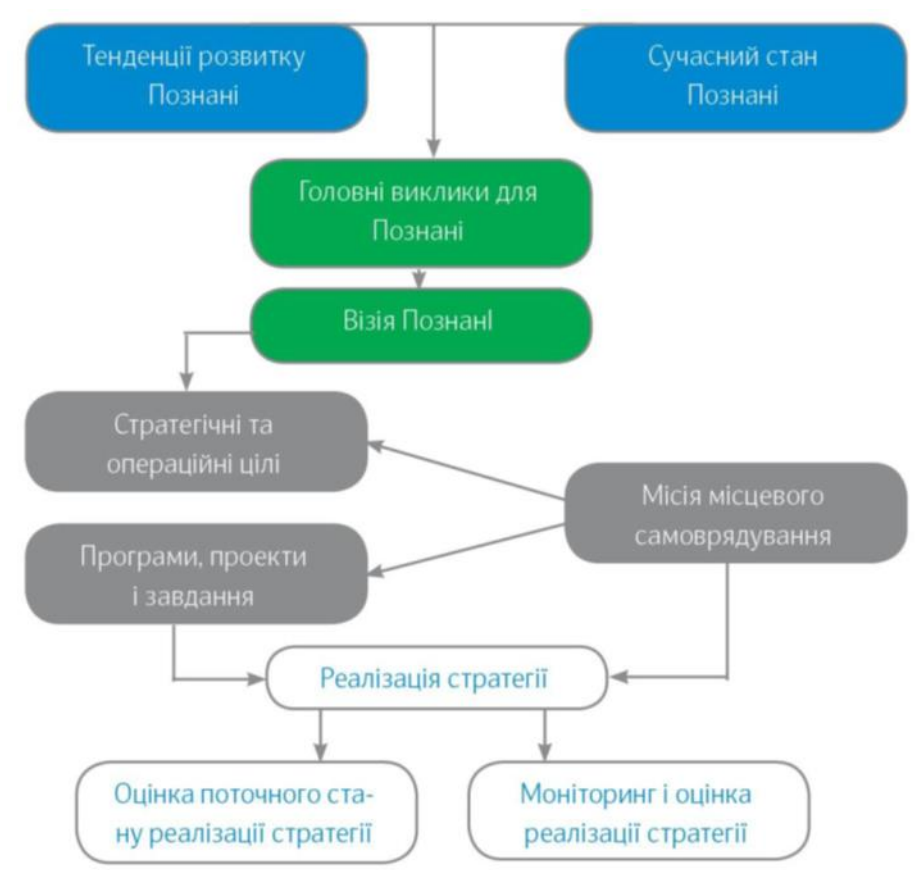 Тенденції розвитку
Познані
Сучасний стан
Познані
Головні виклики для
Познані
Візія ПознанІ
Стратегічні та
операційні цілі
Місія місцевого
самоврядування
Програми, проекти
і завдання
Реалізація стратегії
Оцінка поточного ста-
ну реалізації стратегії
Моніторинг і оцінка
реалізації стратегії